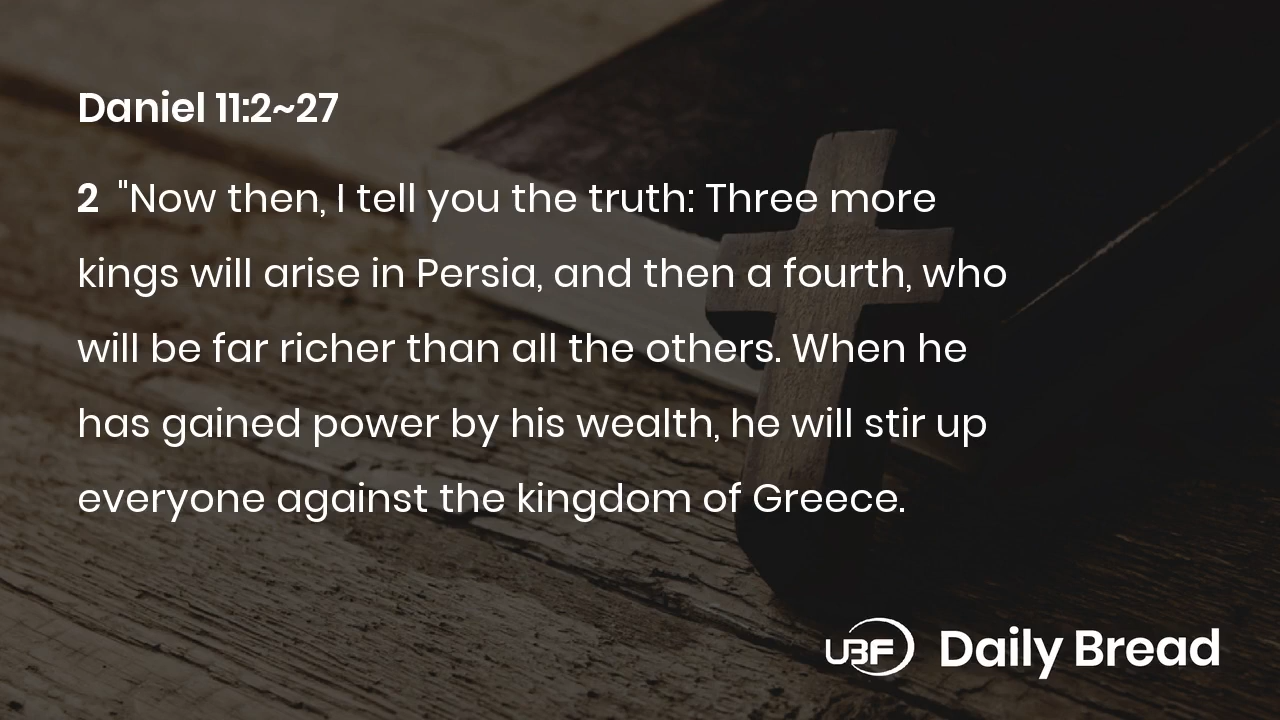 Daniel 11:2~27
2 "Now then, I tell you the truth: Three more
kings will arise in Persia, and then a fourth, who
will be far richer than all the others. When he
has gained power by his wealth, he will stir up
everyone against the kingdom of Greece.
UBF Daily Bread